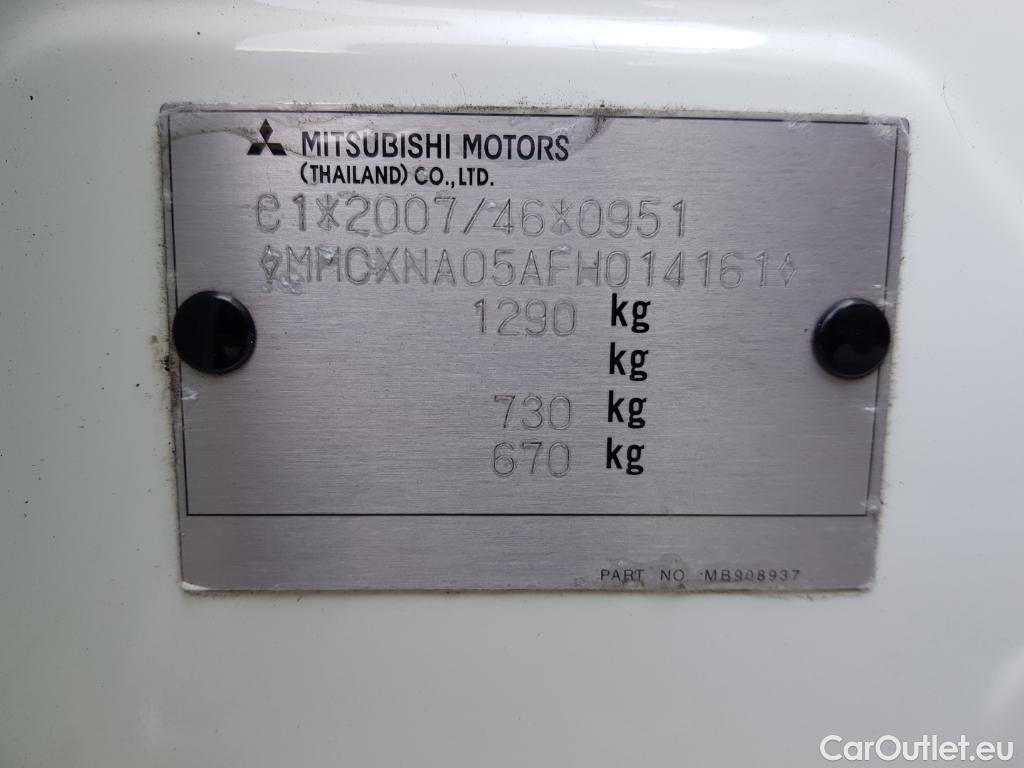 MITSUBISHI MOTORS
(THAILAND) CO.,LTD.
e1*2007/46*0951
◊MMCXNA05AFH014161◊
1290 kg
kg
730 kg
670 kg
PART NO. MB908937
CarOutlet.eu